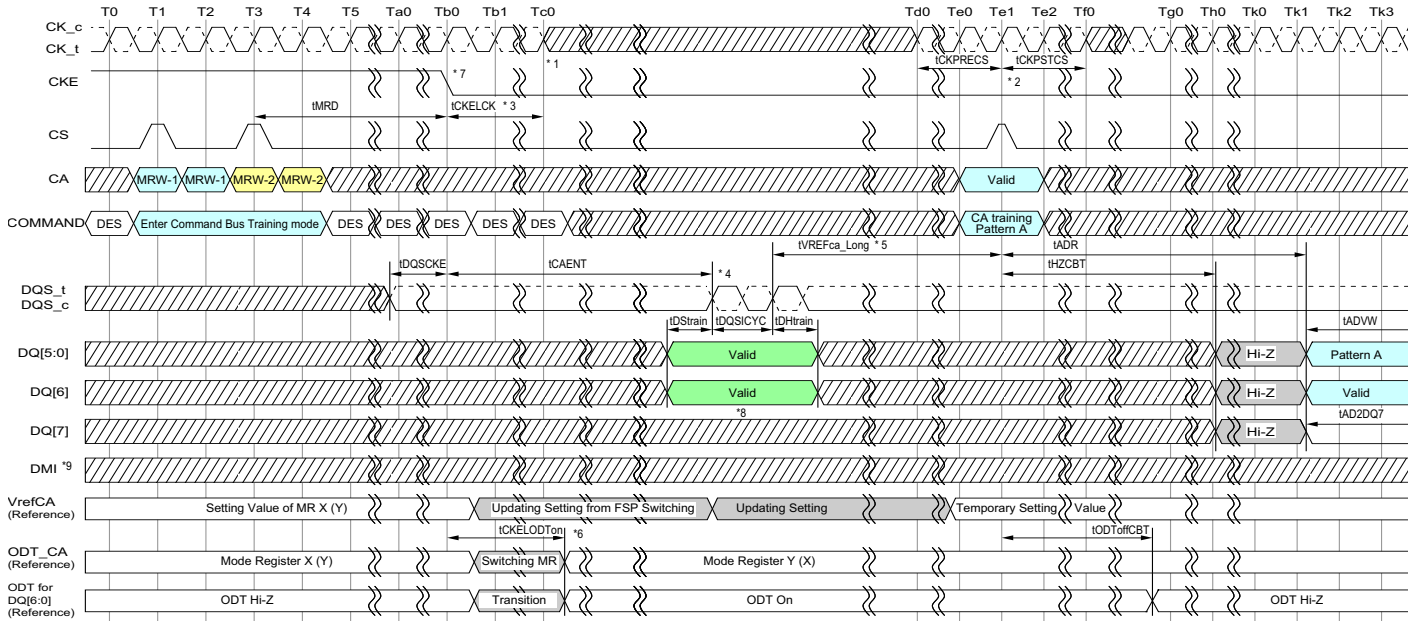 T0 T1 T2 T3 T4 T5 Ta0 Tb0 Tb1 Tc0 Td0 Te0 Te1 Te2 Tf0 Tg0 Th0 Tk0 Tk1 Tk2 Tk3
CK_c
CK_t
* 1
tCKPRECS tCKPSTCS
CKE
* 7
* 2
tMRD tCKELCK * 3
CS
CA
MRW-1 MRW-1 MRW-2 MRW-2 Valid
COMMAND
DES Enter Command Bus Training mode DES DES DES DES DES
CA training
Pattern A
tVREFca_Long * 5 tADR
tDQSCKE tCAENT * 4 tHZCBT
DQS_t
DQS_c
tDStrain tDQSICYC tDHtrain tADVW
DQ[5:0] Valid Hi-Z Pattern A
DQ[6] Valid Hi-Z Valid
*8 tAD2DQ7
DQ[7] Hi-Z
DMI *9
VrefCA
(Reference)
Setting Value of MR X (Y) Updating Setting from FSP Switching Updating Setting Temporary Setting Value
tCKELODTon *6 tODToffCBT
ODT_CA
(Reference)
Mode Register X (Y) Switching MR Mode Register Y (X)
ODT for
DQ[6:0]
(Reference)
ODT Hi-Z Transition ODT On ODT Hi-Z